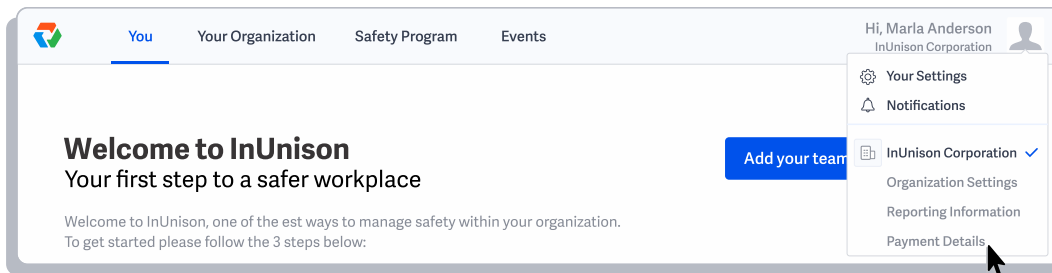 You
Your Organization
Safety Program
Events
Hi, Marla Anderson
InUnison Corporation
Your Settings
Notifications
InUnison Corporation
Organization Settings
Reporting Information
Payment Details
Welcome to InUnison
Your first step to a safer workplace
Add your team
Welcome to InUnison, one of the est ways to manage safety within your organization.
To get started please follow the 3 steps below: